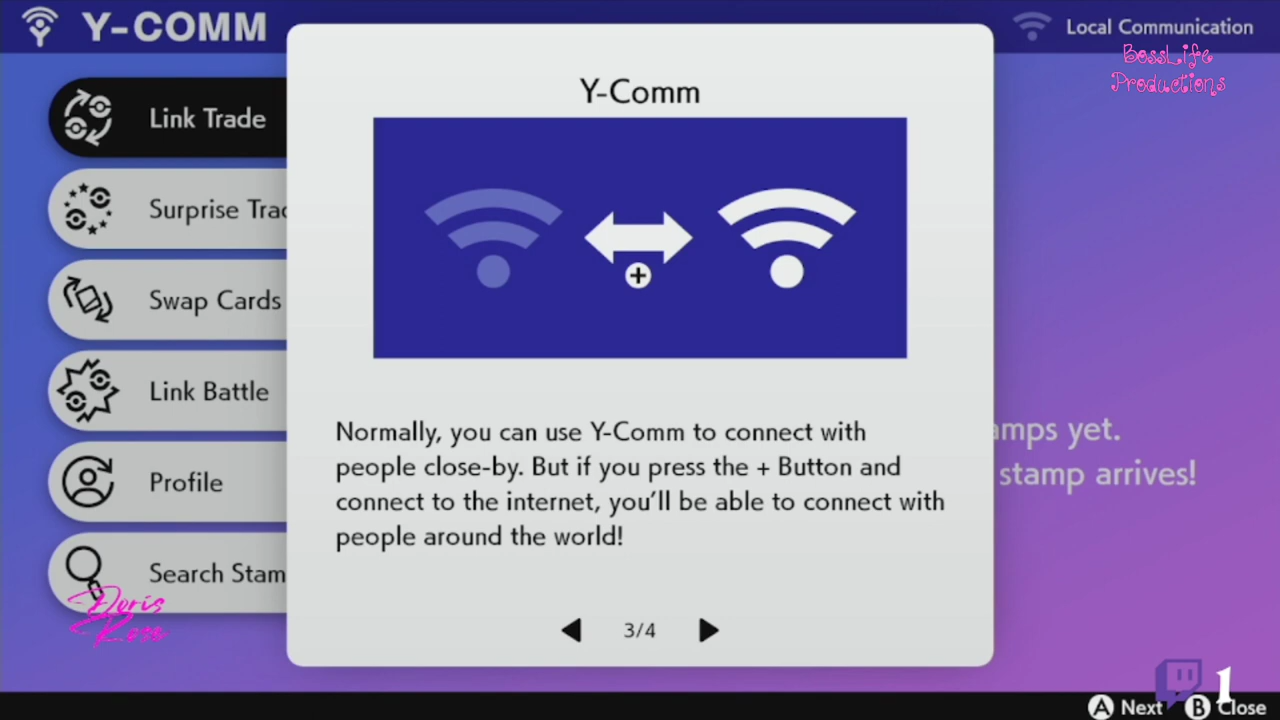 Y-COMM
Local Communication
BossLife
Productions
Link Trade
Surprise Trad
Swap Cards
Link Battle
Profile
Search Stam
Doris
Ross
Y-Comm
Normally, you can use Y-Comm to connect with
people close-by. But if you press the + Button and
connect to the internet, you'll be able to connect with
people around the world!
3/4
amps yet.
stamp arrives!
1
A Next B Close